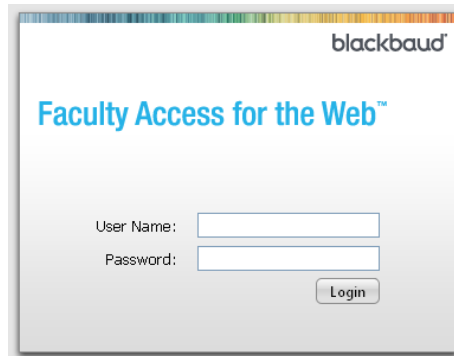 blackbaud
Faculty Access for the Web™
User Name:
Password:
Login